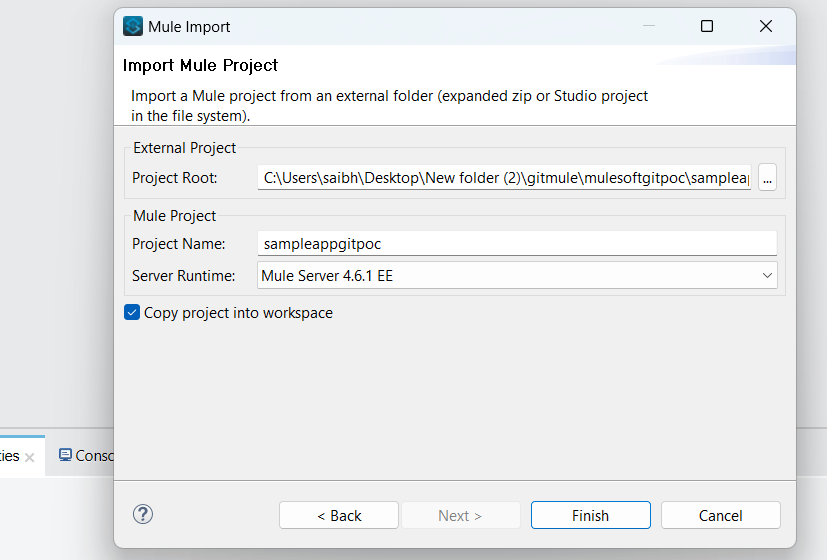 Mule Import
Import Mule Project
Import a Mule project from an external folder (expanded zip or Studio project
in the file system).
External Project
Project Root: C:\Users\saibh\Desktop\New folder (2)\gitmule\mulesoftgitpoc\sampleap ...
Mule Project
Project Name: sampleappgitpoc
Server Runtime: Mule Server 4.6.1 EE
Copy project into workspace
ties Conso
? < Back Next > Finish Cancel